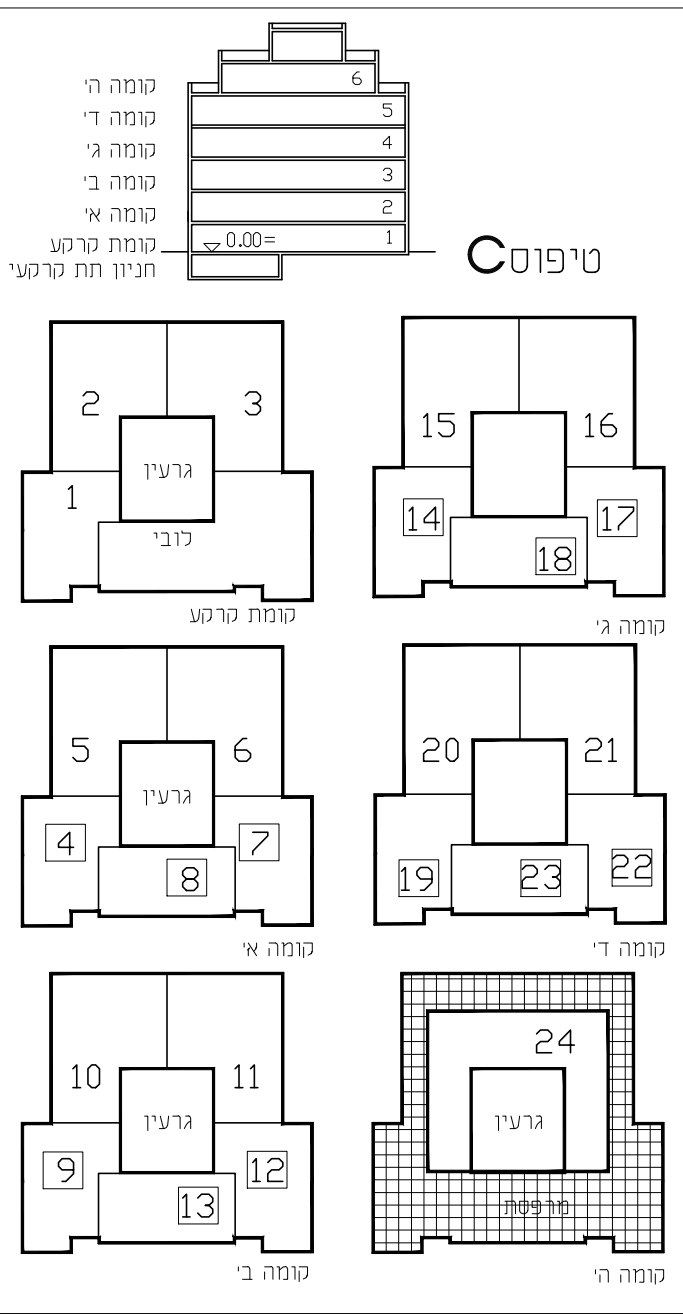 6
קומה ה'
5
קומה ד'
4
קומה ג'
3
קומה ב'
2
קומה א'
1
0.00=
קומת קרקע
חניון תת קרקעי
טיפוס C
2
3
גרעין
1
לובי
קומת קרקע
15
16
14
17
18
קומה ג'
5
6
גרעין
4
7
8
קומה א'
20
21
19
22
23
קומה ד'
10
11
גרעין
9
12
13
קומה ב'
24
גרעין
מרפסת
קומה ה'